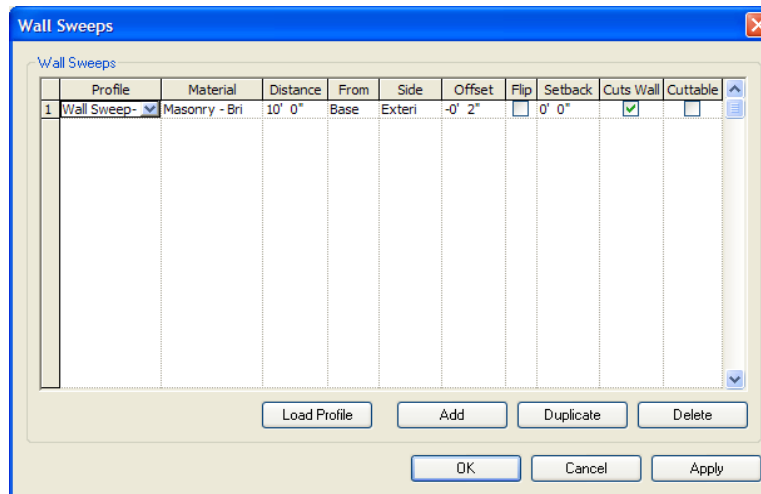 Wall Sweeps
Wall Sweeps
Profile Material Distance From Side Offset Flip Setback Cuts Wall Cuttable
1 Wall Sweep- Masonry - Bri 10' 0" Base Exteri -0' 2" 0' 0"
Load Profile Add Duplicate Delete
OK Cancel Apply